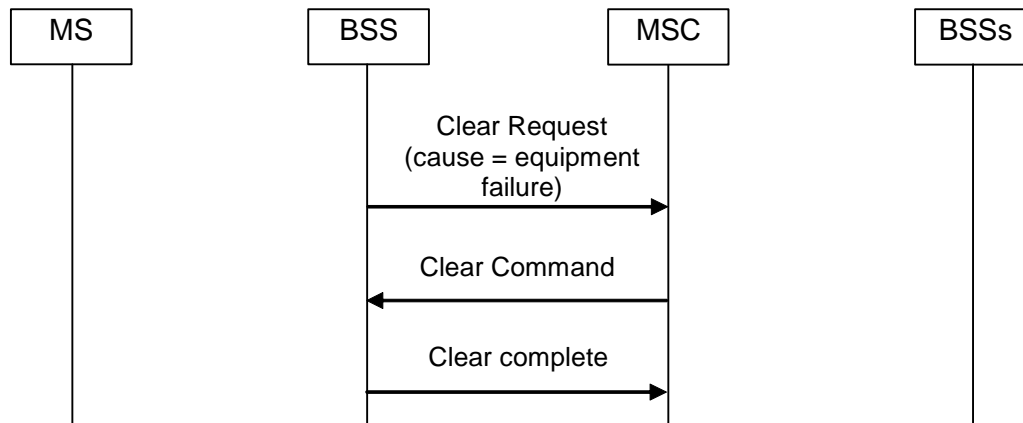 MS
BSS
MSC
BSSs
Clear Request
(cause = equipment
failure)
Clear Command
Clear complete